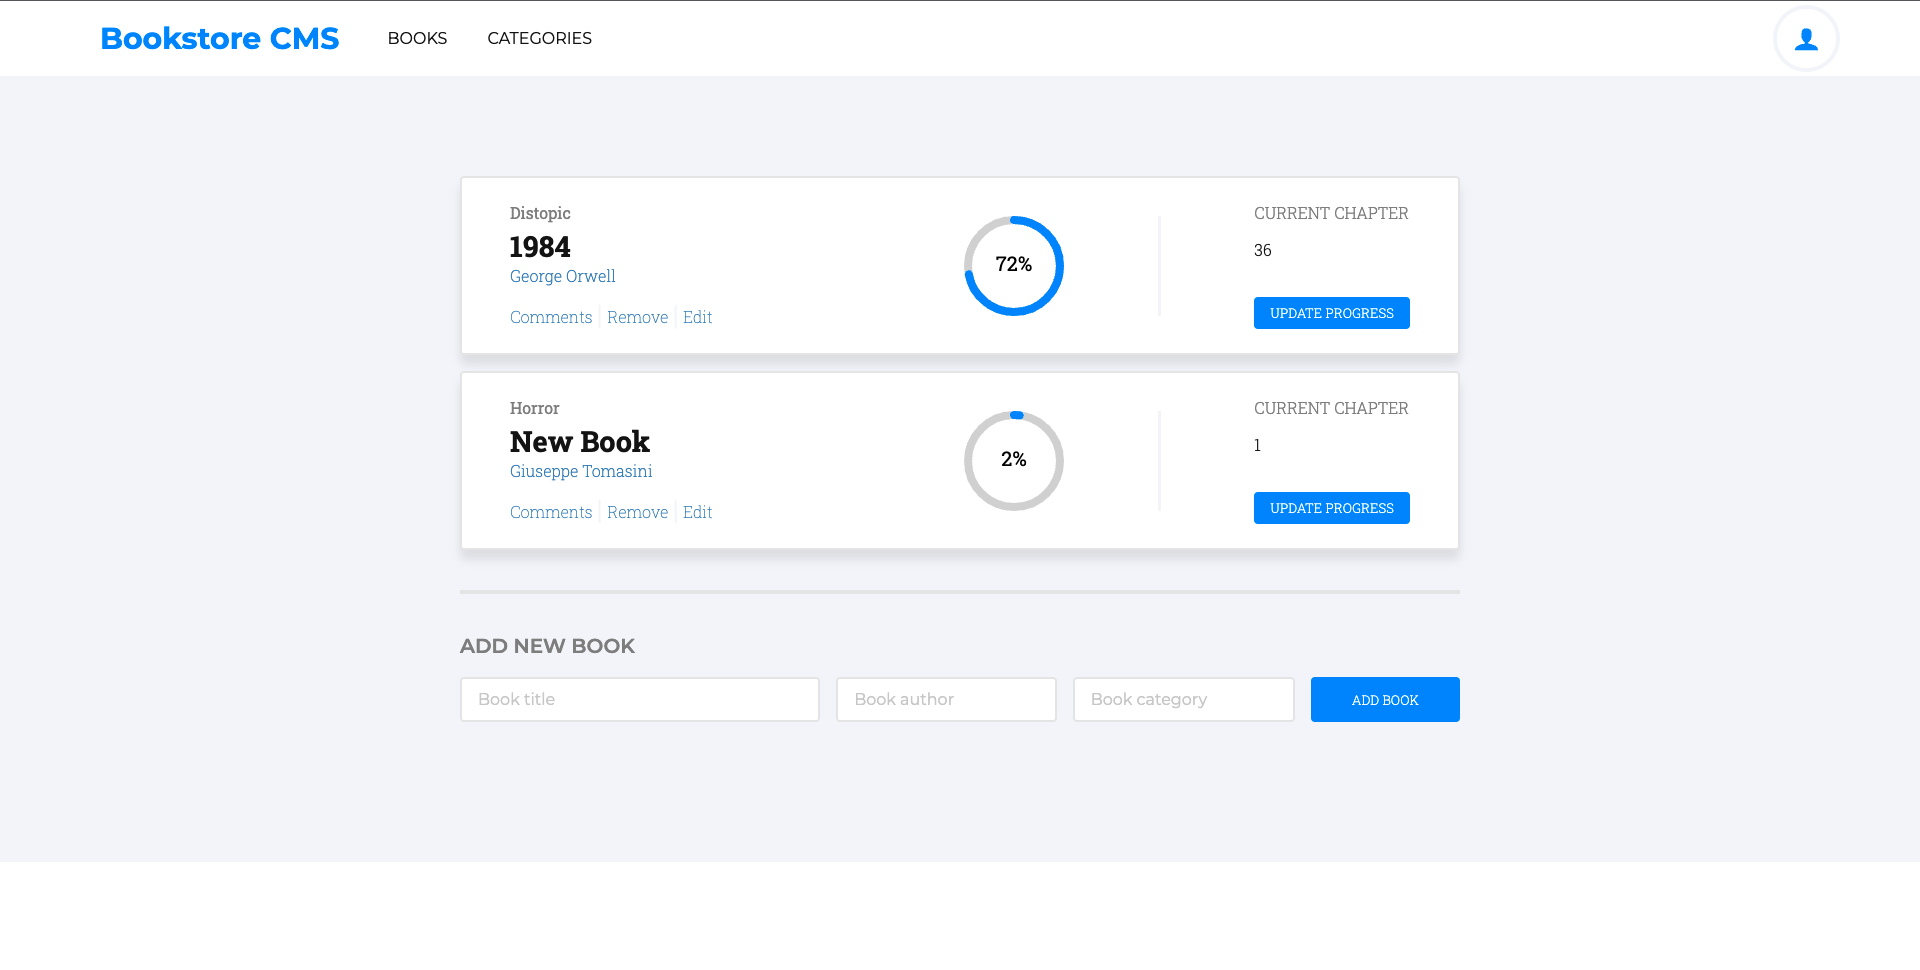 Bookstore CMS BOOKS CATEGORIES
Distopic
1984
George Orwell
Comments Remove Edit
72%
CURRENT CHAPTER
36
UPDATE PROGRESS
Horror
New Book
Giuseppe Tomasini
Comments Remove Edit
2%
CURRENT CHAPTER
1
UPDATE PROGRESS
ADD NEW BOOK
Book title Book author Book category ADD BOOK